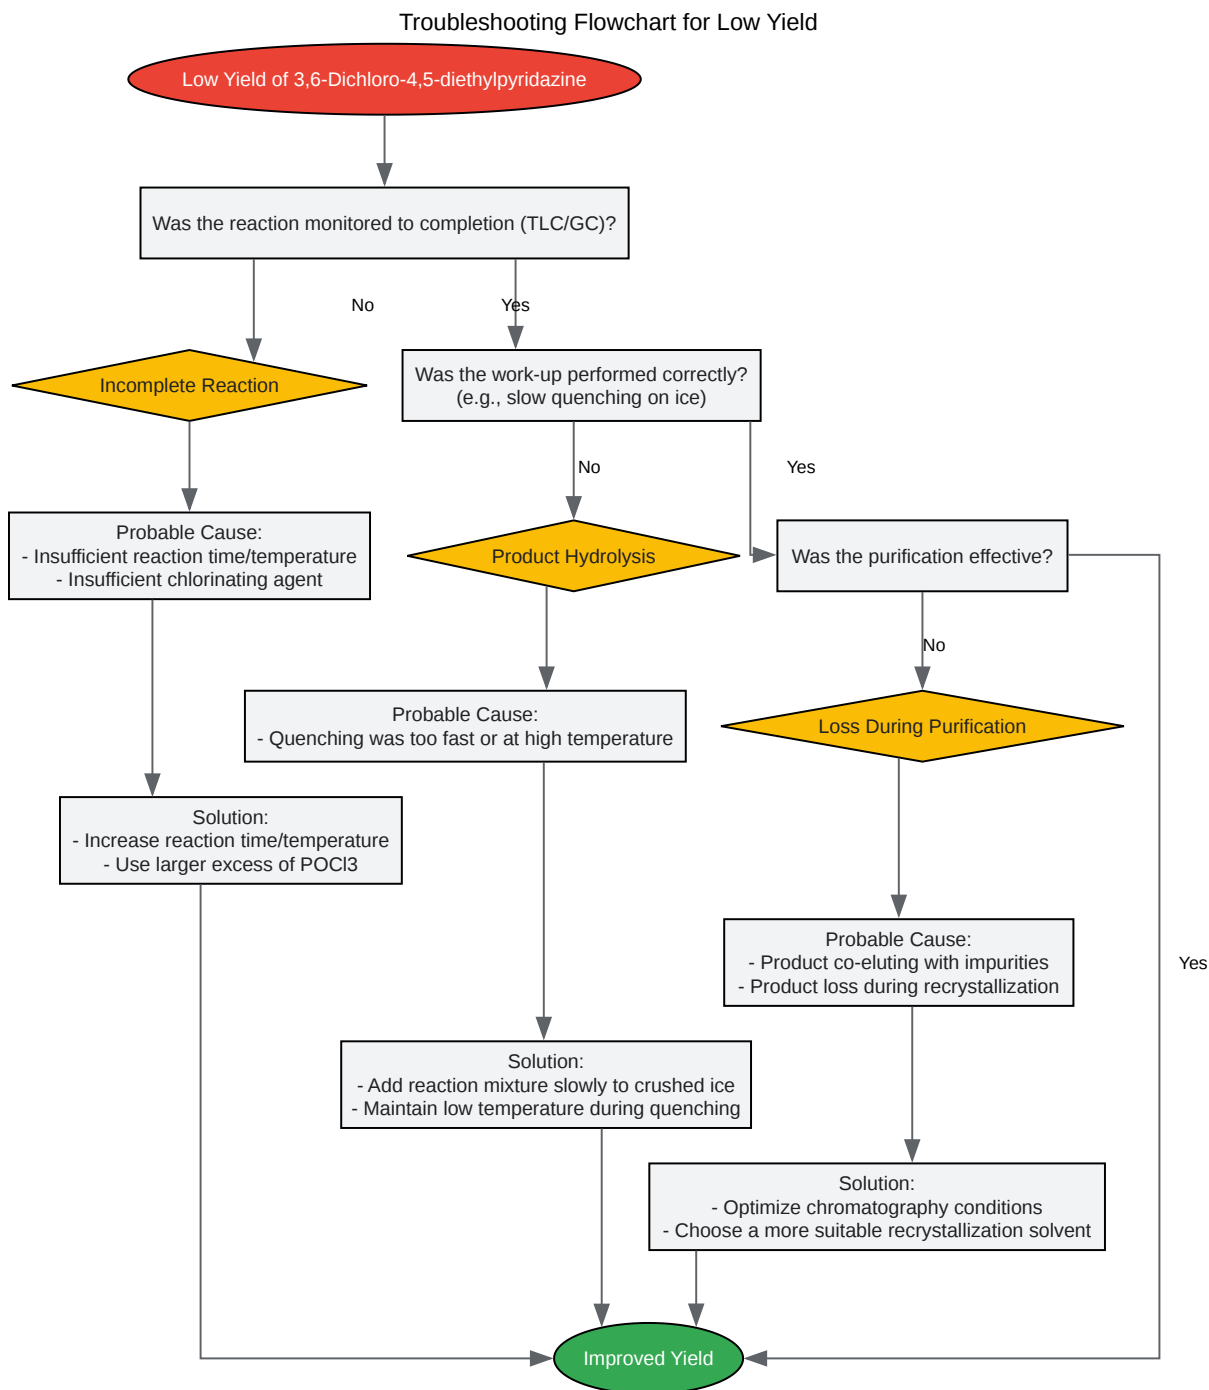 Troubleshooting Flowchart for Low Yield
Low Yield of 3,6-Dichloro-4,5-diethylpyridazine
Was the reaction monitored to completion (TLC/GC)?
No
Yes
Incomplete Reaction
Was the work-up performed correctly?
(e.g., slow quenching on ice)
No
Yes
Probable Cause:
- Insufficient reaction time/temperature
- Insufficient chlorinating agent
Product Hydrolysis
Was the purification effective?
No
Probable Cause:
- Quenching was too fast or at high temperature
Loss During Purification
Solution:
- Increase reaction time/temperature
- Use larger excess of POCl3
Probable Cause:
- Product co-eluting with impurities
- Product loss during recrystallization
Yes
Solution:
- Add reaction mixture slowly to crushed ice
- Maintain low temperature during quenching
Solution:
- Optimize chromatography conditions
- Choose a more suitable recrystallization solvent
Improved Yield